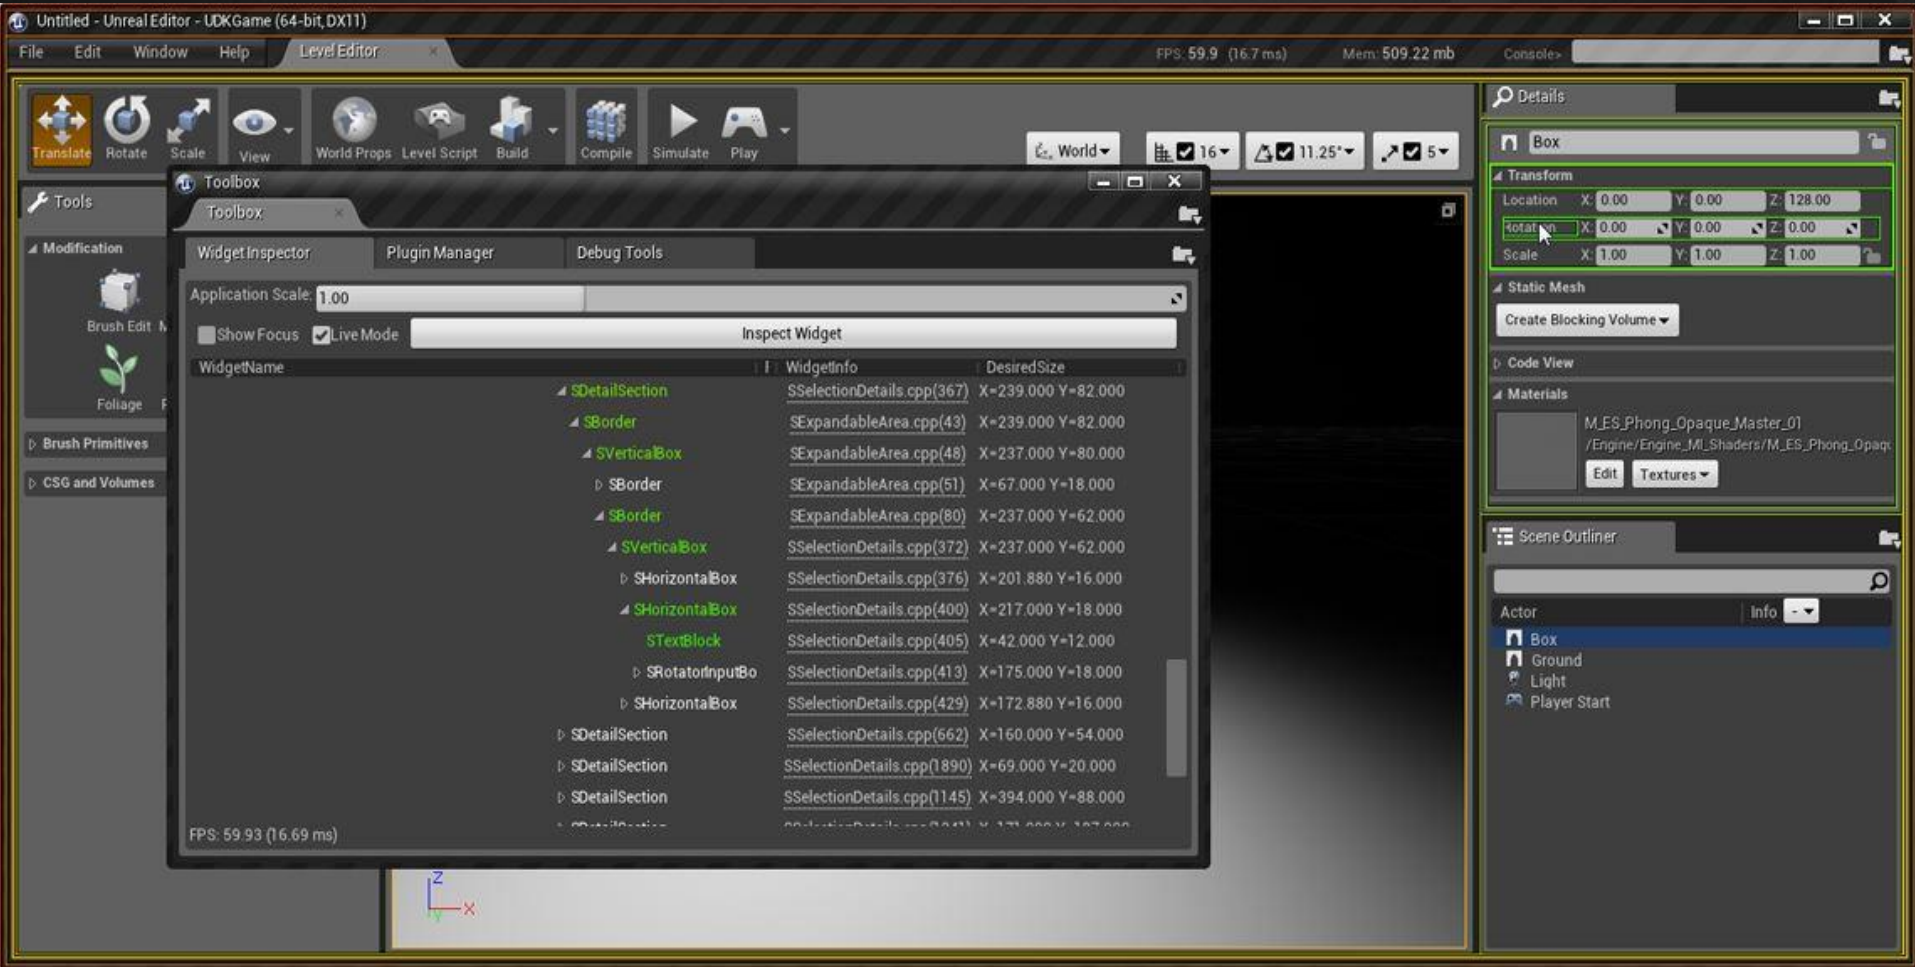 Untitled - Unreal Editor - UDKGame (64-bit, DX11)
File Edit Window Help Level Editor FPS: 59.9 (16.7 ms) Mem: 509.22 mb Console>
Translate Rotate Scale View World Props Level Script Build Compile Simulate Play
World 16 11.25° 5
Tools
Modification
Brush Edit
Foliage
Brush Primitives
CSG and Volumes
Toolbox
Toolbox
Widget Inspector Plugin Manager Debug Tools
Application Scale: 1.00
Show Focus Live Mode Inspect Widget
WidgetName WidgetInfo DesiredSize
SDetailSection SSelectionDetails.cpp(367) X=239.000 Y=82.000
SBorder SExpandableArea.cpp(43) X=239.000 Y=82.000
SVerticalBox SExpandableArea.cpp(48) X=237.000 Y=80.000
SBorder SExpandableArea.cpp(51) X=67.000 Y=18.000
SBorder SExpandableArea.cpp(80) X=237.000 Y=62.000
SVerticalBox SSelectionDetails.cpp(372) X=237.000 Y=62.000
SHorizontalBox SSelectionDetails.cpp(376) X=201.880 Y=16.000
SHorizontalBox SSelectionDetails.cpp(400) X=217.000 Y=18.000
STextBlock SSelectionDetails.cpp(405) X=42.000 Y=12.000
SRotatorInputBo SSelectionDetails.cpp(413) X=175.000 Y=18.000
SHorizontalBox SSelectionDetails.cpp(429) X=172.880 Y=16.000
SDetailSection SSelectionDetails.cpp(662) X=160.000 Y=54.000
SDetailSection SSelectionDetails.cpp(1890) X=69.000 Y=20.000
SDetailSection SSelectionDetails.cpp(1145) X=394.000 Y=88.000
FPS: 59.93 (16.69 ms)
Z
X
Y
Details
Box
Transform
Location X: 0.00 Y: 0.00 Z: 128.00
X: 0.00 Y: 0.00 Z: 0.00
Scale X: 1.00 Y: 1.00 Z: 1.00
Static Mesh
Create Blocking Volume
Code View
Materials
M_ES_Phong_Opaque_Master_01
/Engine/Engine_MI_Shaders/M_ES_Phong_Opaq
Edit Textures
Scene Outliner
Actor Info -
Box
Ground
Light
Player Start